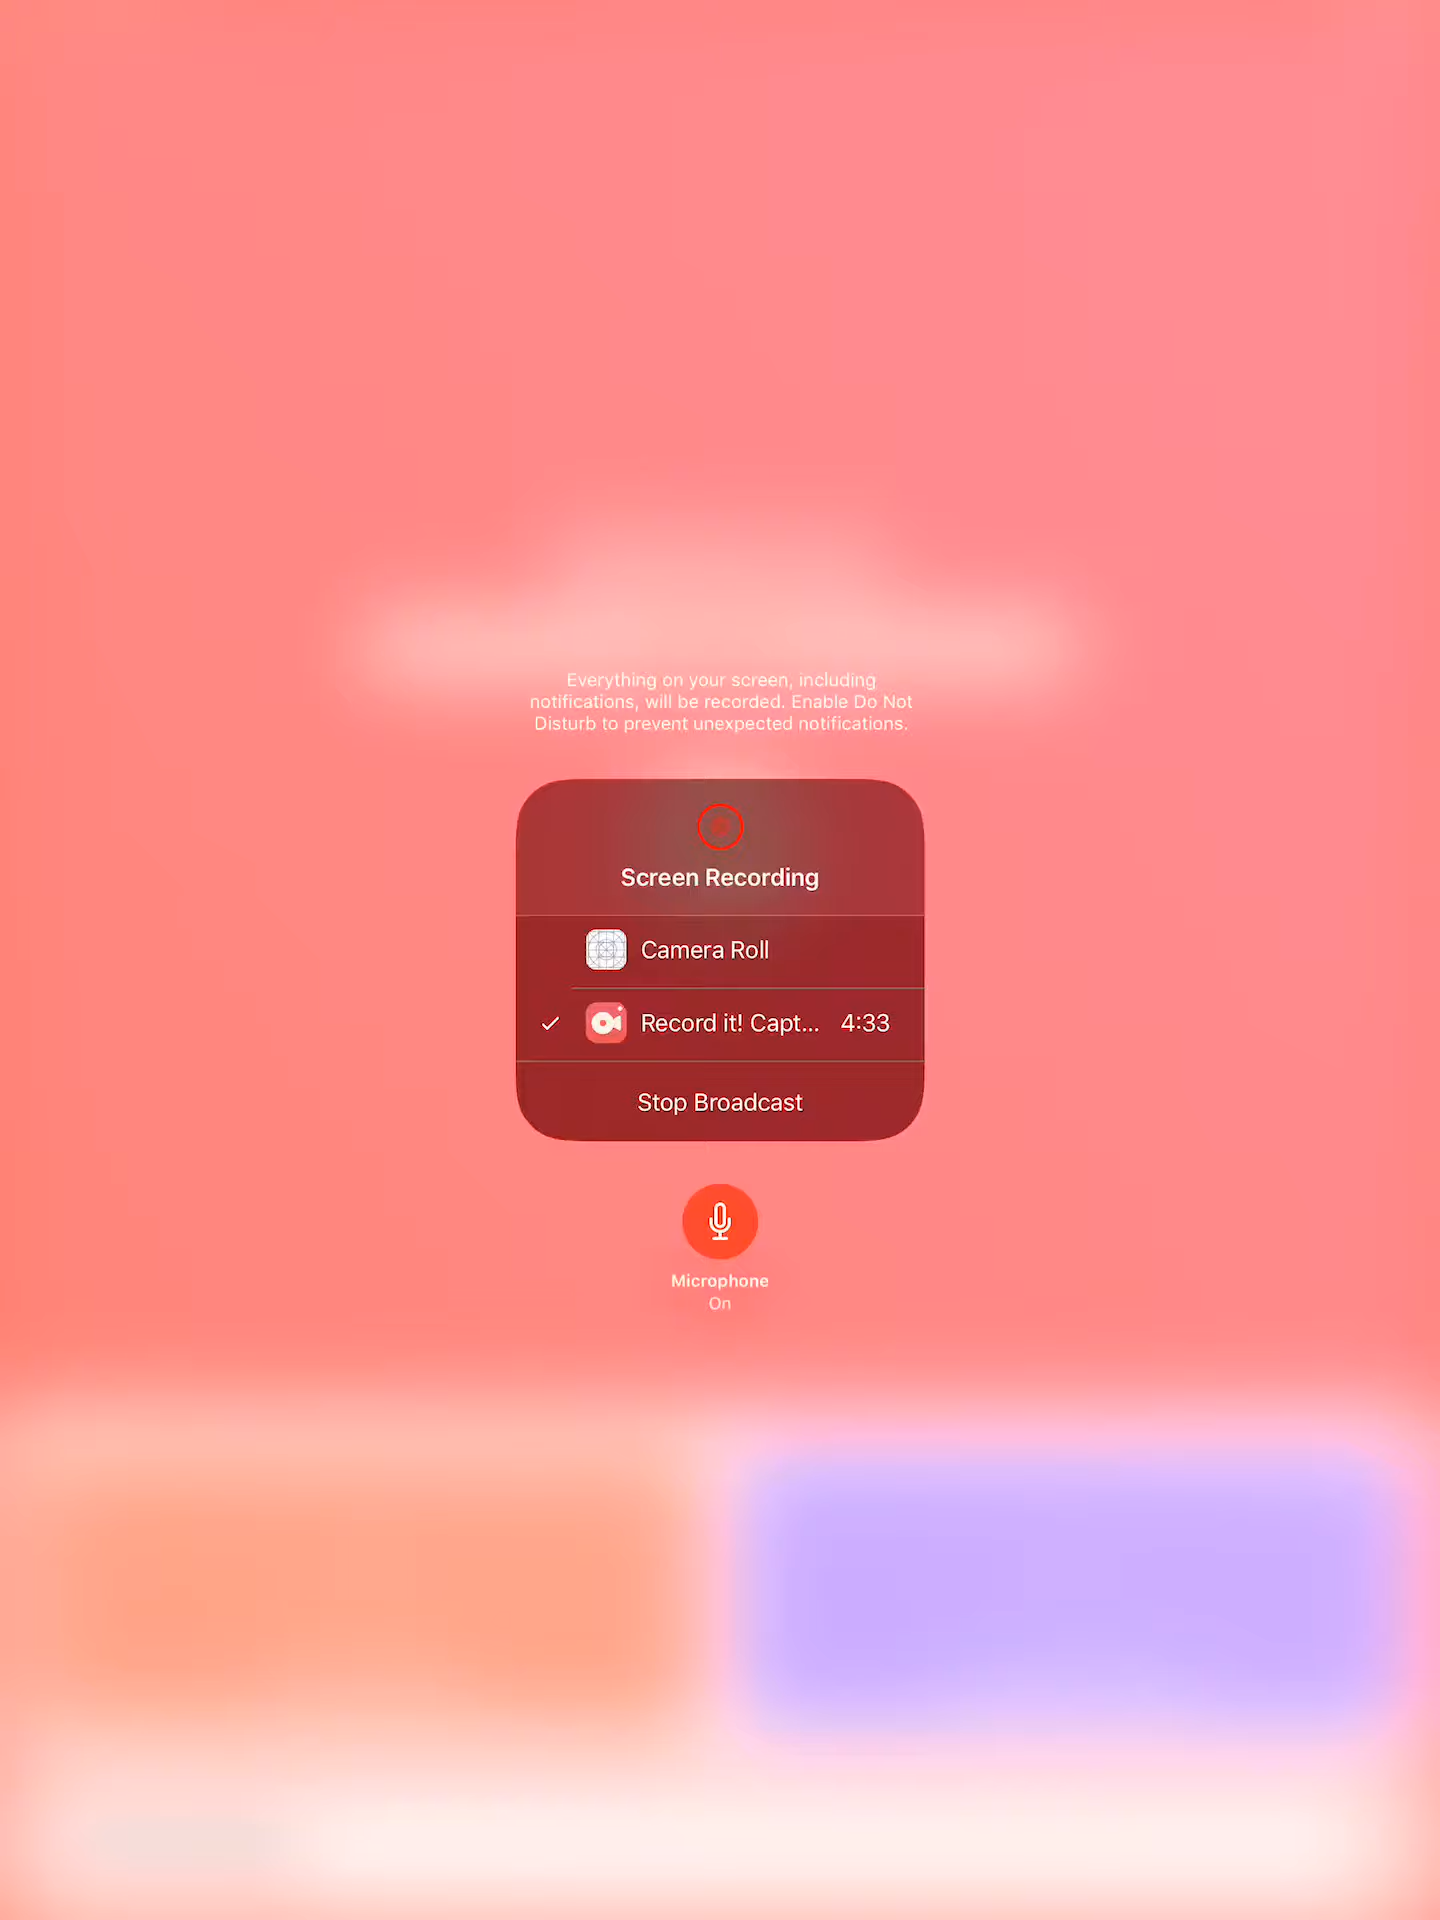 Everything on your screen, including
notifications, will be recorded. Enable Do Not
Disturb to prevent unexpected notifications.
Screen Recording
Camera Roll
Record it! Capt... 4:33
Stop Broadcast
Microphone
On